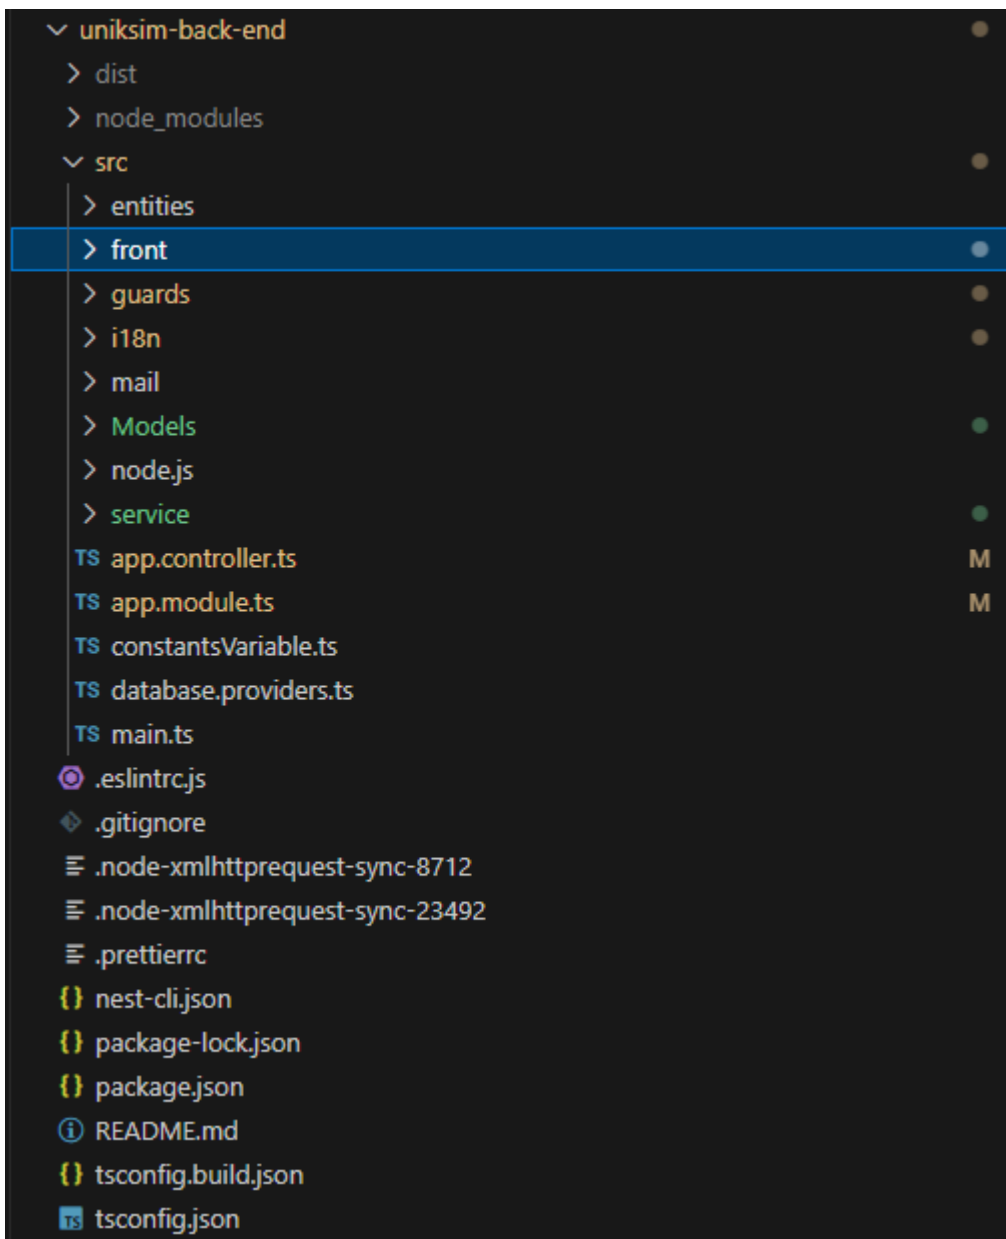 uniksim-back-end
dist
node_modules
src
entities
front
guards
i18n
mail
Models
node.js
service
TS app.controller.ts M
TS app.module.ts M
TS constantsVariable.ts
TS database.providers.ts
TS main.ts
.eslintrc.js
.gitignore
.node-xmlhttprequest-sync-8712
.node-xmlhttprequest-sync-23492
.prettierrc
{} nest-cli.json
{} package-lock.json
{} package.json
README.md
{} tsconfig.build.json
TS tsconfig.json